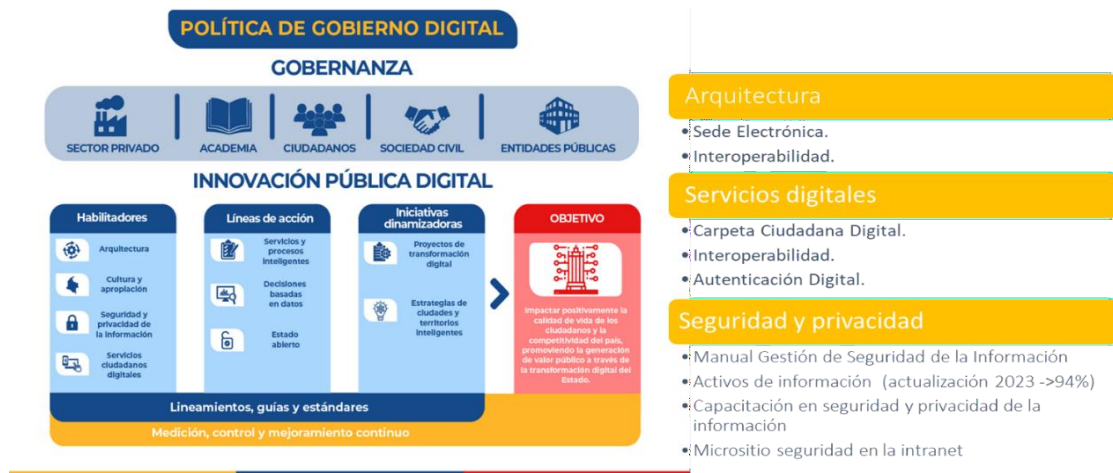 POLÍTICA DE GOBIERNO DIGITAL
GOBERNANZA
SECTOR PRIVADO
ACADEMIA
CIUDADANOS
SOCIEDAD CIVIL
ENTIDADES PÚBLICAS
INNOVACIÓN PÚBLICA DIGITAL
Habilitadores
Arquitectura
Cultura y
apropiación
Seguridad y
privacidad de
la información
Servicios
ciudadanos
digitales
Líneas de acción
Servicios y
procesos
inteligentes
Decisiones
basadas
en datos
Estado
abierto
Iniciativas
dinamizadoras
Proyectos de
transformación
digital
Estrategias de
ciudades y
territorios
inteligentes
OBJETIVO
Impactar positivamente la
calidad de vida de los
ciudadanos y la
competitividad del país,
promoviendo la generación
de valor público a través de
la transformación digital del
Estado.
Lineamientos, guías y estándares
Medición, control y mejoramiento continuo
Arquitectura
•Sede Electrónica.
•Interoperabilidad.
Servicios digitales
•Carpeta Ciudadana Digital.
•Interoperabilidad.
•Autenticación Digital.
Seguridad y privacidad
•Manual Gestión de Seguridad de la Información
•Activos de información (actualización 2023 ->94%)
•Capacitación en seguridad y privacidad de la
información
•Micrositio seguridad en la intranet